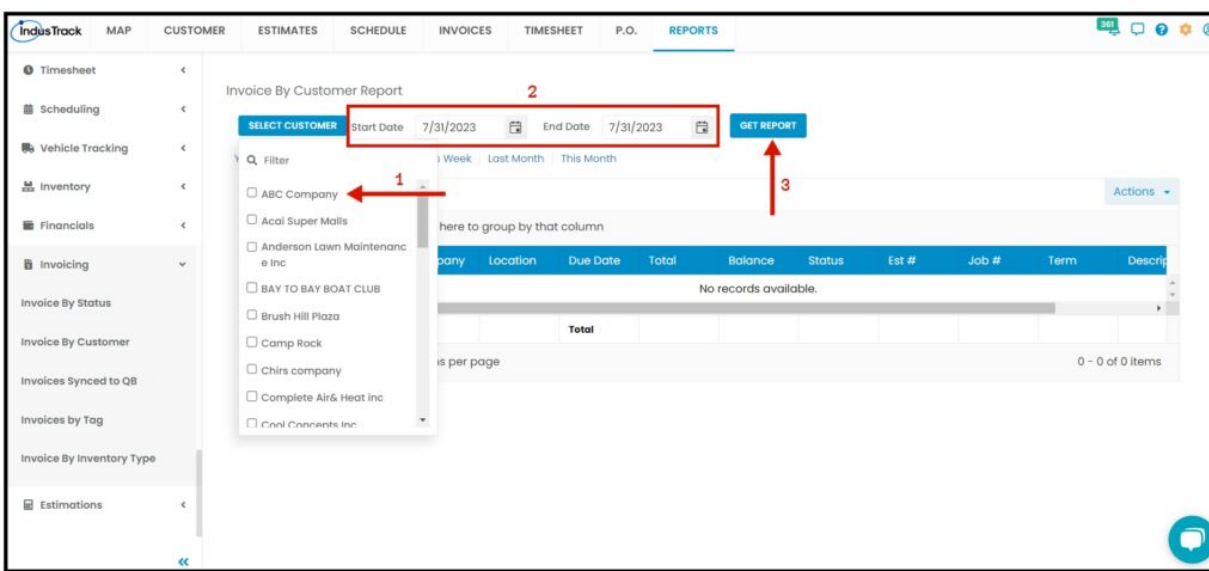 IndusTrack MAP CUSTOMER ESTIMATES SCHEDULE INVOICES TIMESHEET P.O. REPORTS 361
Timesheet
Scheduling
Vehicle Tracking
Inventory
Financials
Invoicing
Invoice By Status
Invoice By Customer
Invoices Synced to QB
Invoices by Tag
Invoice By Inventory Type
Estimations
Invoice By Customer Report
2
SELECT CUSTOMER Start Date 7/31/2023 End Date 7/31/2023 GET REPORT
Week Last Month This Month
Filter
1
3
ABC Company
Acai Super Malls
Anderson Lawn Maintenanc
e Inc
BAY TO BAY BOAT CLUB
Brush Hill Plaza
Camp Rock
Chirs company
Complete Air& Heat inc
Cool Concepts Inc
Actions
here to group by that column
pany Location Due Date Total Balance Status Est # Job # Term Descrip
No records available.
Total
per page
0 - 0 of 0 items